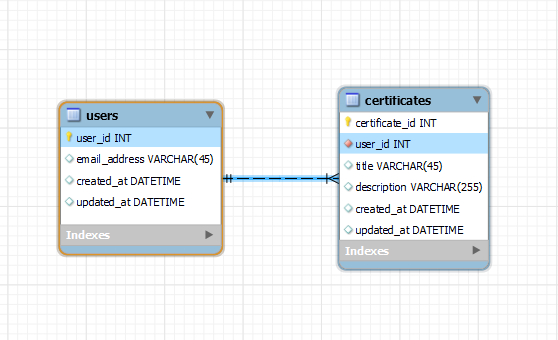 users
user_id INT
email_address VARCHAR(45)
created_at DATETIME
updated_at DATETIME
Indexes
certificates
certificate_id INT
user_id INT
title VARCHAR(45)
description VARCHAR(255)
created_at DATETIME
updated_at DATETIME
Indexes